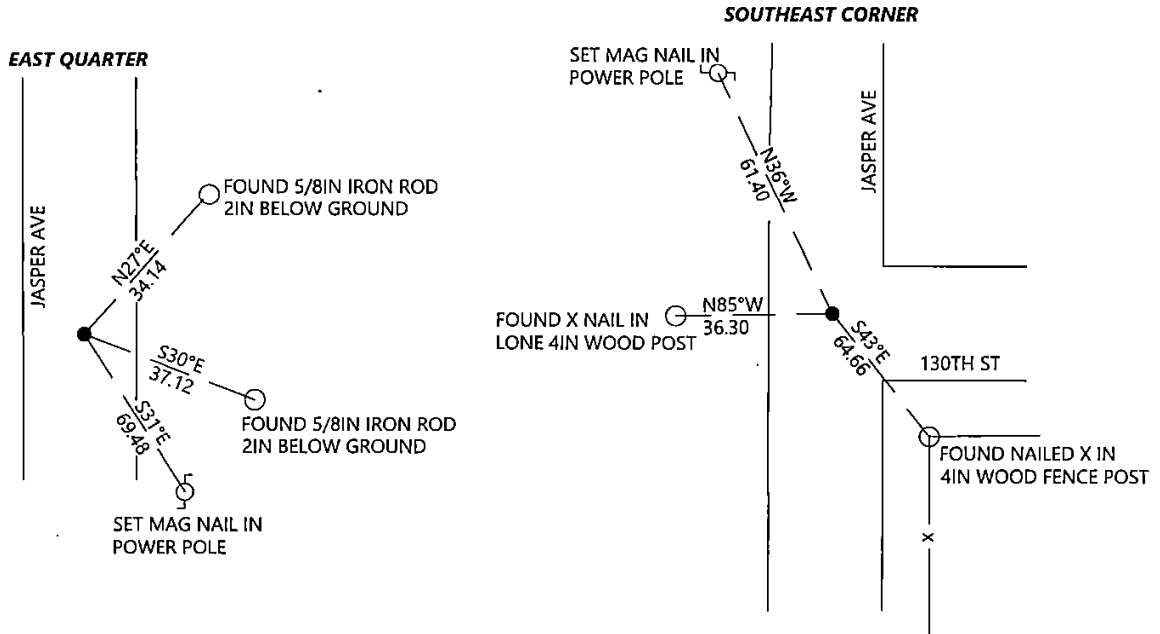 EAST QUARTER
JASPER AVE
FOUND 5/8IN IRON ROD
2IN BELOW GROUND
N27°E
34.14
S30°E
37.12
S31°E
69.48
FOUND 5/8IN IRON ROD
2IN BELOW GROUND
SET MAG NAIL IN
POWER POLE
SOUTHEAST CORNER
SET MAG NAIL IN
POWER POLE
JASPER AVE
N36°W
61.40
FOUND X NAIL IN
LONE 4IN WOOD POST
N85°W
36.30
S43°E
64.66
130TH ST
FOUND NAILED X IN
4IN WOOD FENCE POST
X